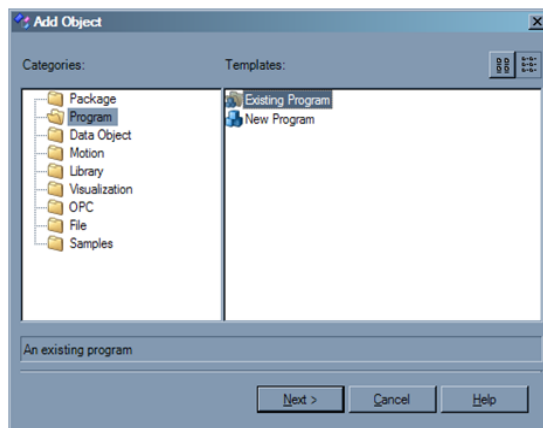 Add Object
Categories:
Templates:
Package
Program
Data Object
Motion
Library
Visualization
OPC
File
Samples
Existing Program
New Program
An existing program
Next >
Cancel
Help